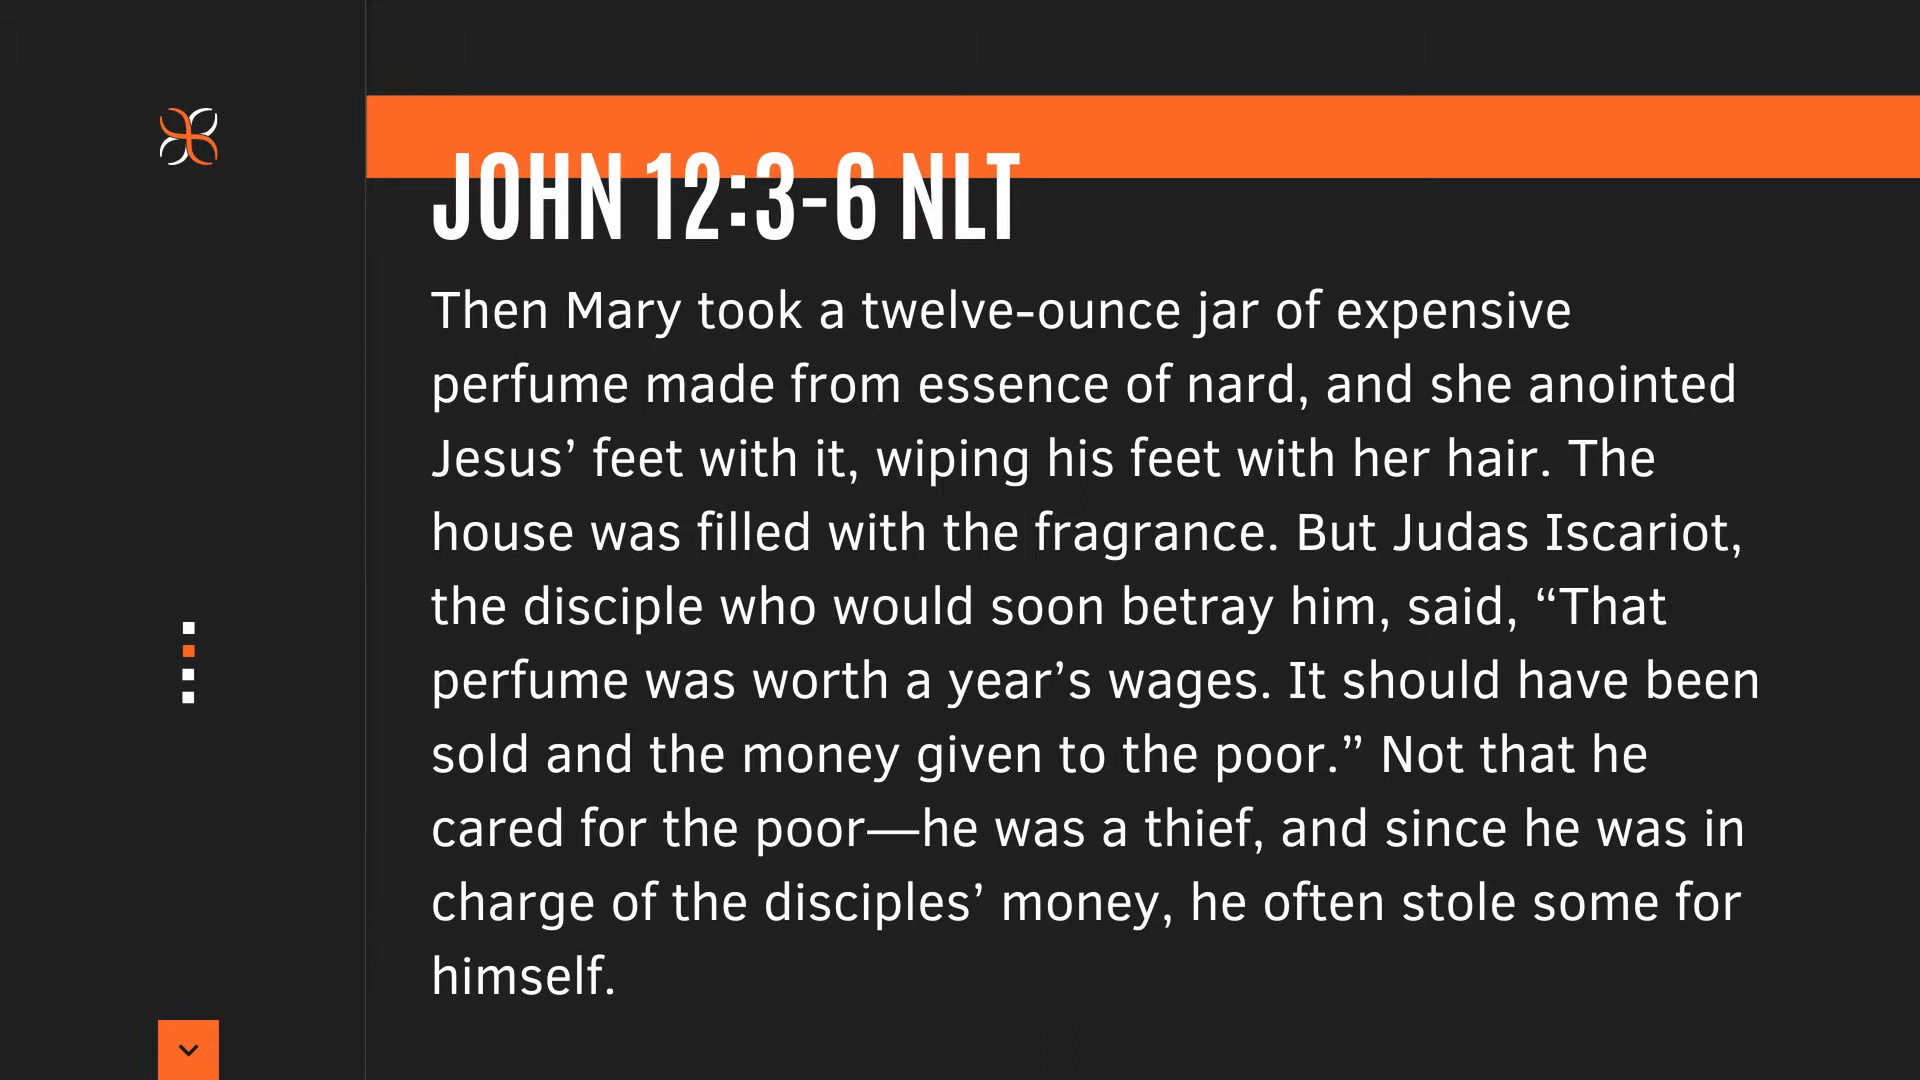 JOHN 12:3-6 NLT
Then Mary took a twelve-ounce jar of expensive
perfume made from essence of nard, and she anointed
Jesus’ feet with it, wiping his feet with her hair. The
house was filled with the fragrance. But Judas Iscariot,
the disciple who would soon betray him, said, “That
perfume was worth a year’s wages. It should have been
sold and the money given to the poor.” Not that he
cared for the poor—he was a thief, and since he was in
charge of the disciples’ money, he often stole some for
himself.